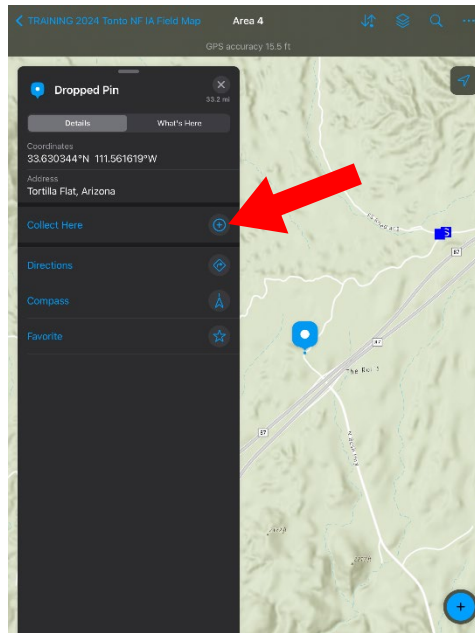 TRAINING 2024 Tonto NF IA Field Map
Area 4
GPS accuracy 15.5 ft
Dropped Pin
33.2 mi
Details
What's Here
Coordinates
33.630344°N 111.561619°W
Address
Tortilla Flat, Arizona
Collect Here
Directions
Compass
Favorite
S
87
87
87